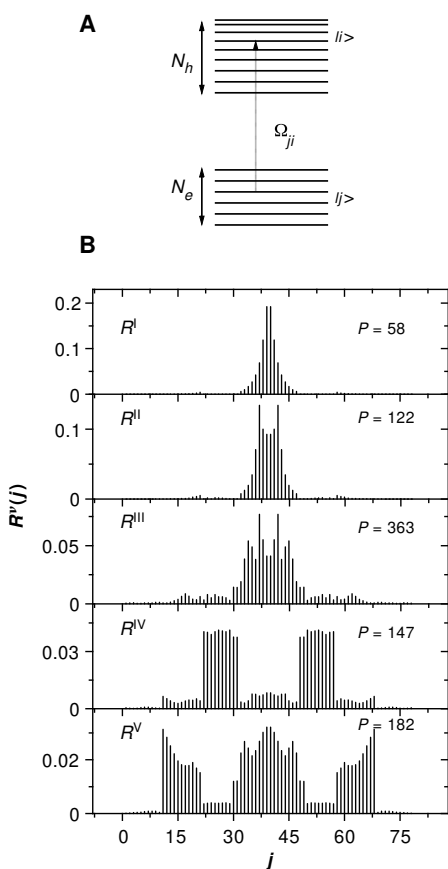 A
N_h
|i>
Ω_ji
N_e
|j>
B
0.2
0.1
0
R^I
P = 58
0.1
0
R^II
P = 122
0.05
0
R^III
P = 363
0.03
0
R^IV
P = 147
0.02
0
R^V
P = 182
R^ν(j)
0 15 30 45 60 75
j